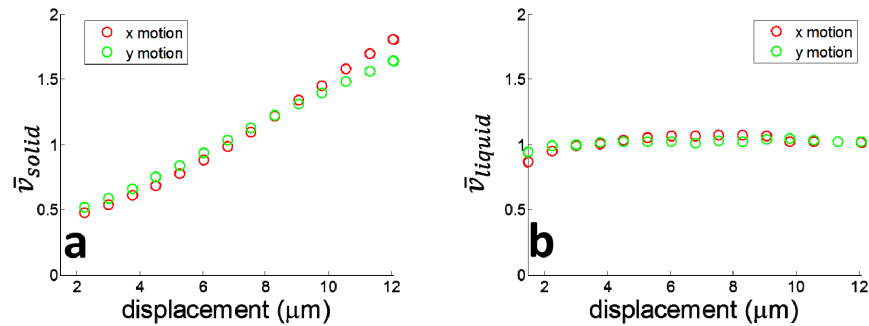 2
1.5
1
0.5
0
v̄solid
x motion
y motion
a
2 4 6 8 10 12
displacement (μm)
2
1.5
1
0.5
0
v̄liquid
x motion
y motion
b
2 4 6 8 10 12
displacement (μm)